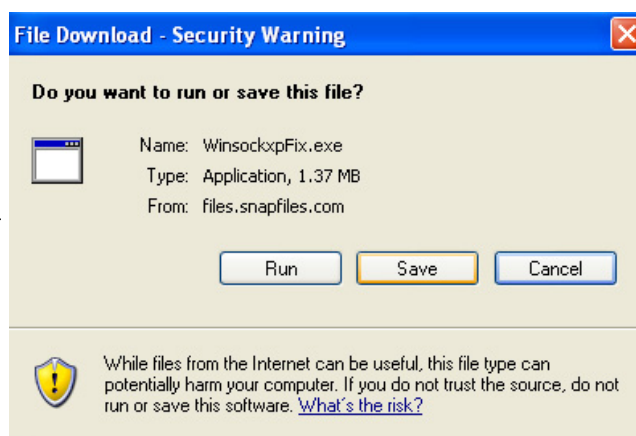 File Download - Security Warning
Do you want to run or save this file?
Name: WinsockxpFix.exe
Type: Application, 1.37 MB
From: files.snapfiles.com
Run Save Cancel
While files from the Internet can be useful, this file type can
potentially harm your computer. If you do not trust the source, do not
run or save this software. What's the risk?